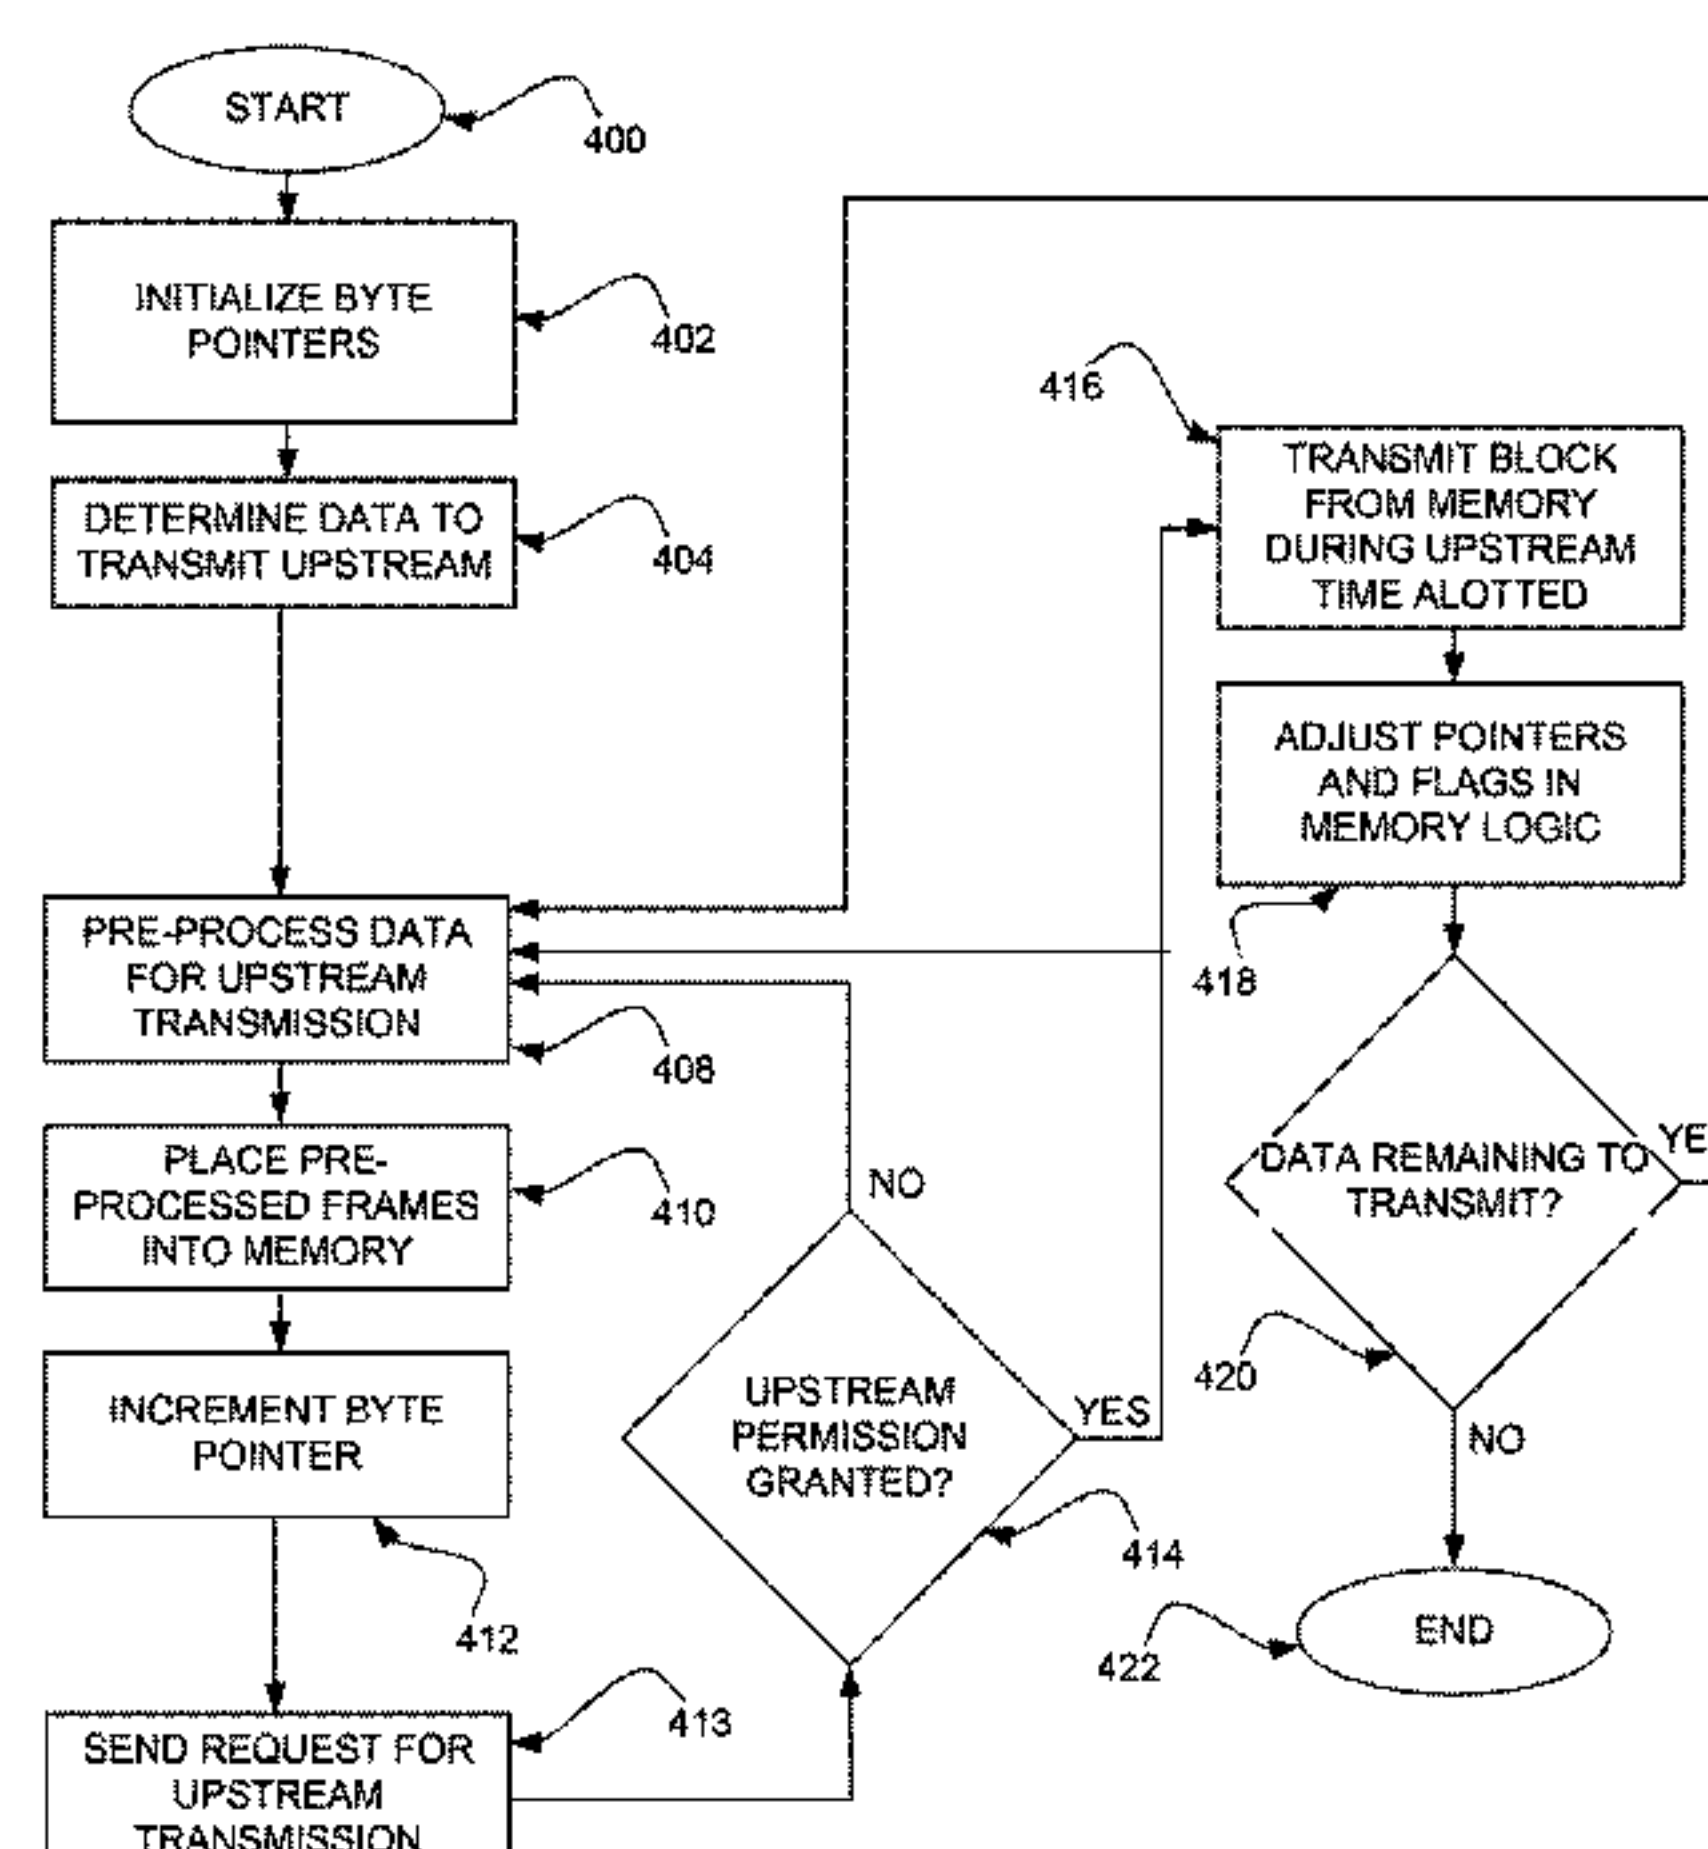 START
400
INITIALIZE BYTE
POINTERS
402
DETERMINE DATA TO
TRANSMIT UPSTREAM
404
PRE-PROCESS DATA
FOR UPSTREAM
TRANSMISSION
408
PLACE PRE-
PROCESSED FRAMES
INTO MEMORY
410
INCREMENT BYTE
POINTER
412
SEND REQUEST FOR
UPSTREAM
TRANSMISSION
413
NO
UPSTREAM
PERMISSION
GRANTED?
YES
414
416
TRANSMIT BLOCK
FROM MEMORY
DURING UPSTREAM
TIME ALOTTED
ADJUST POINTERS
AND FLAGS IN
MEMORY LOGIC
418
DATA REMAINING TO
TRANSMIT?
YE
420
NO
END
422